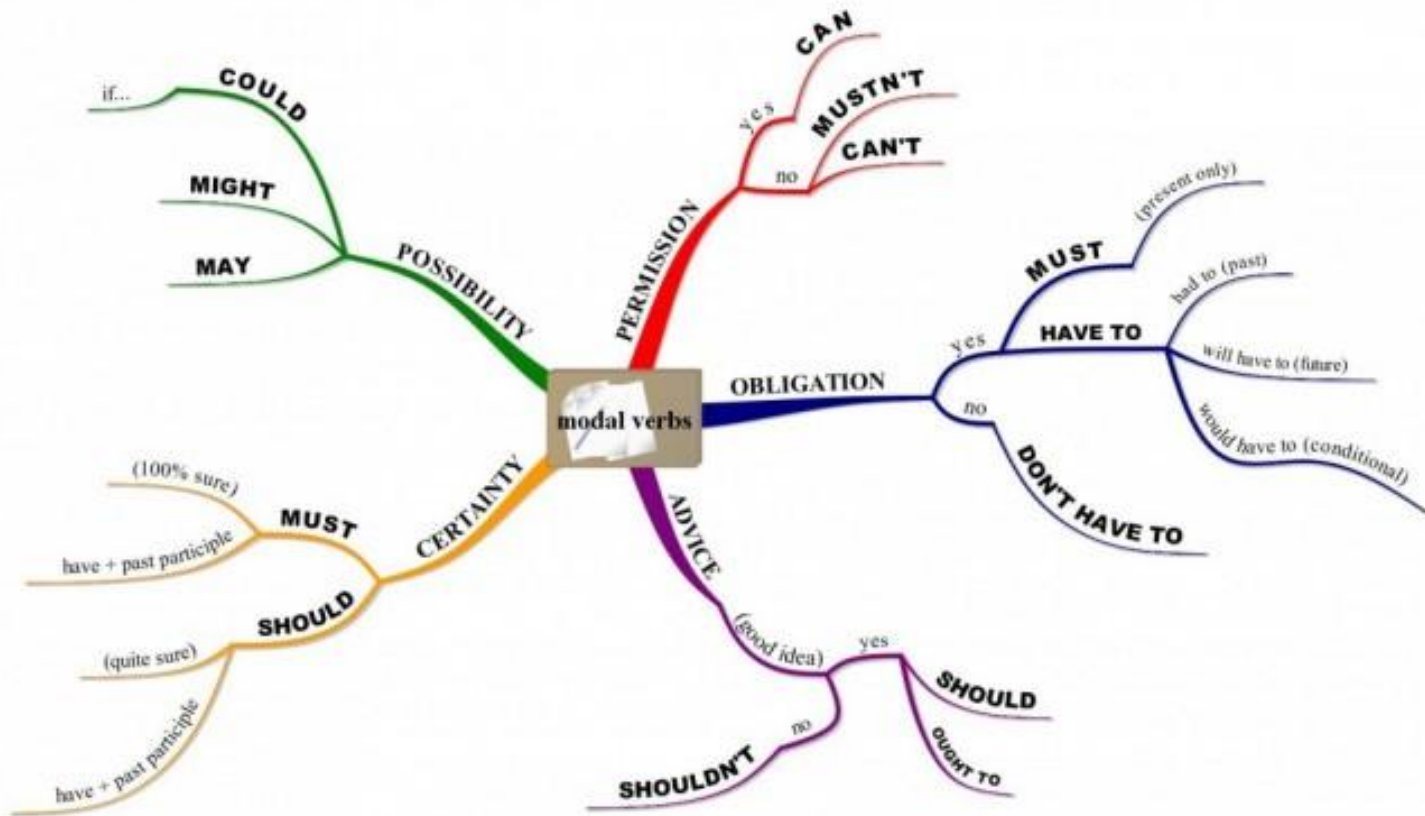 modal verbs
POSSIBILITY
COULD
if...
MIGHT
MAY
PERMISSION
yes
CAN
no
MUSTN'T
CAN'T
OBLIGATION
yes
MUST
(present only)
HAVE TO
had to (past)
will have to (future)
would have to (conditional)
no
DON'T HAVE TO
ADVICE
(good idea)
yes
SHOULD
OUGHT TO
no
SHOULDN'T
CERTAINTY
MUST
(100% sure)
have + past participle
SHOULD
(quite sure)
have + past participle